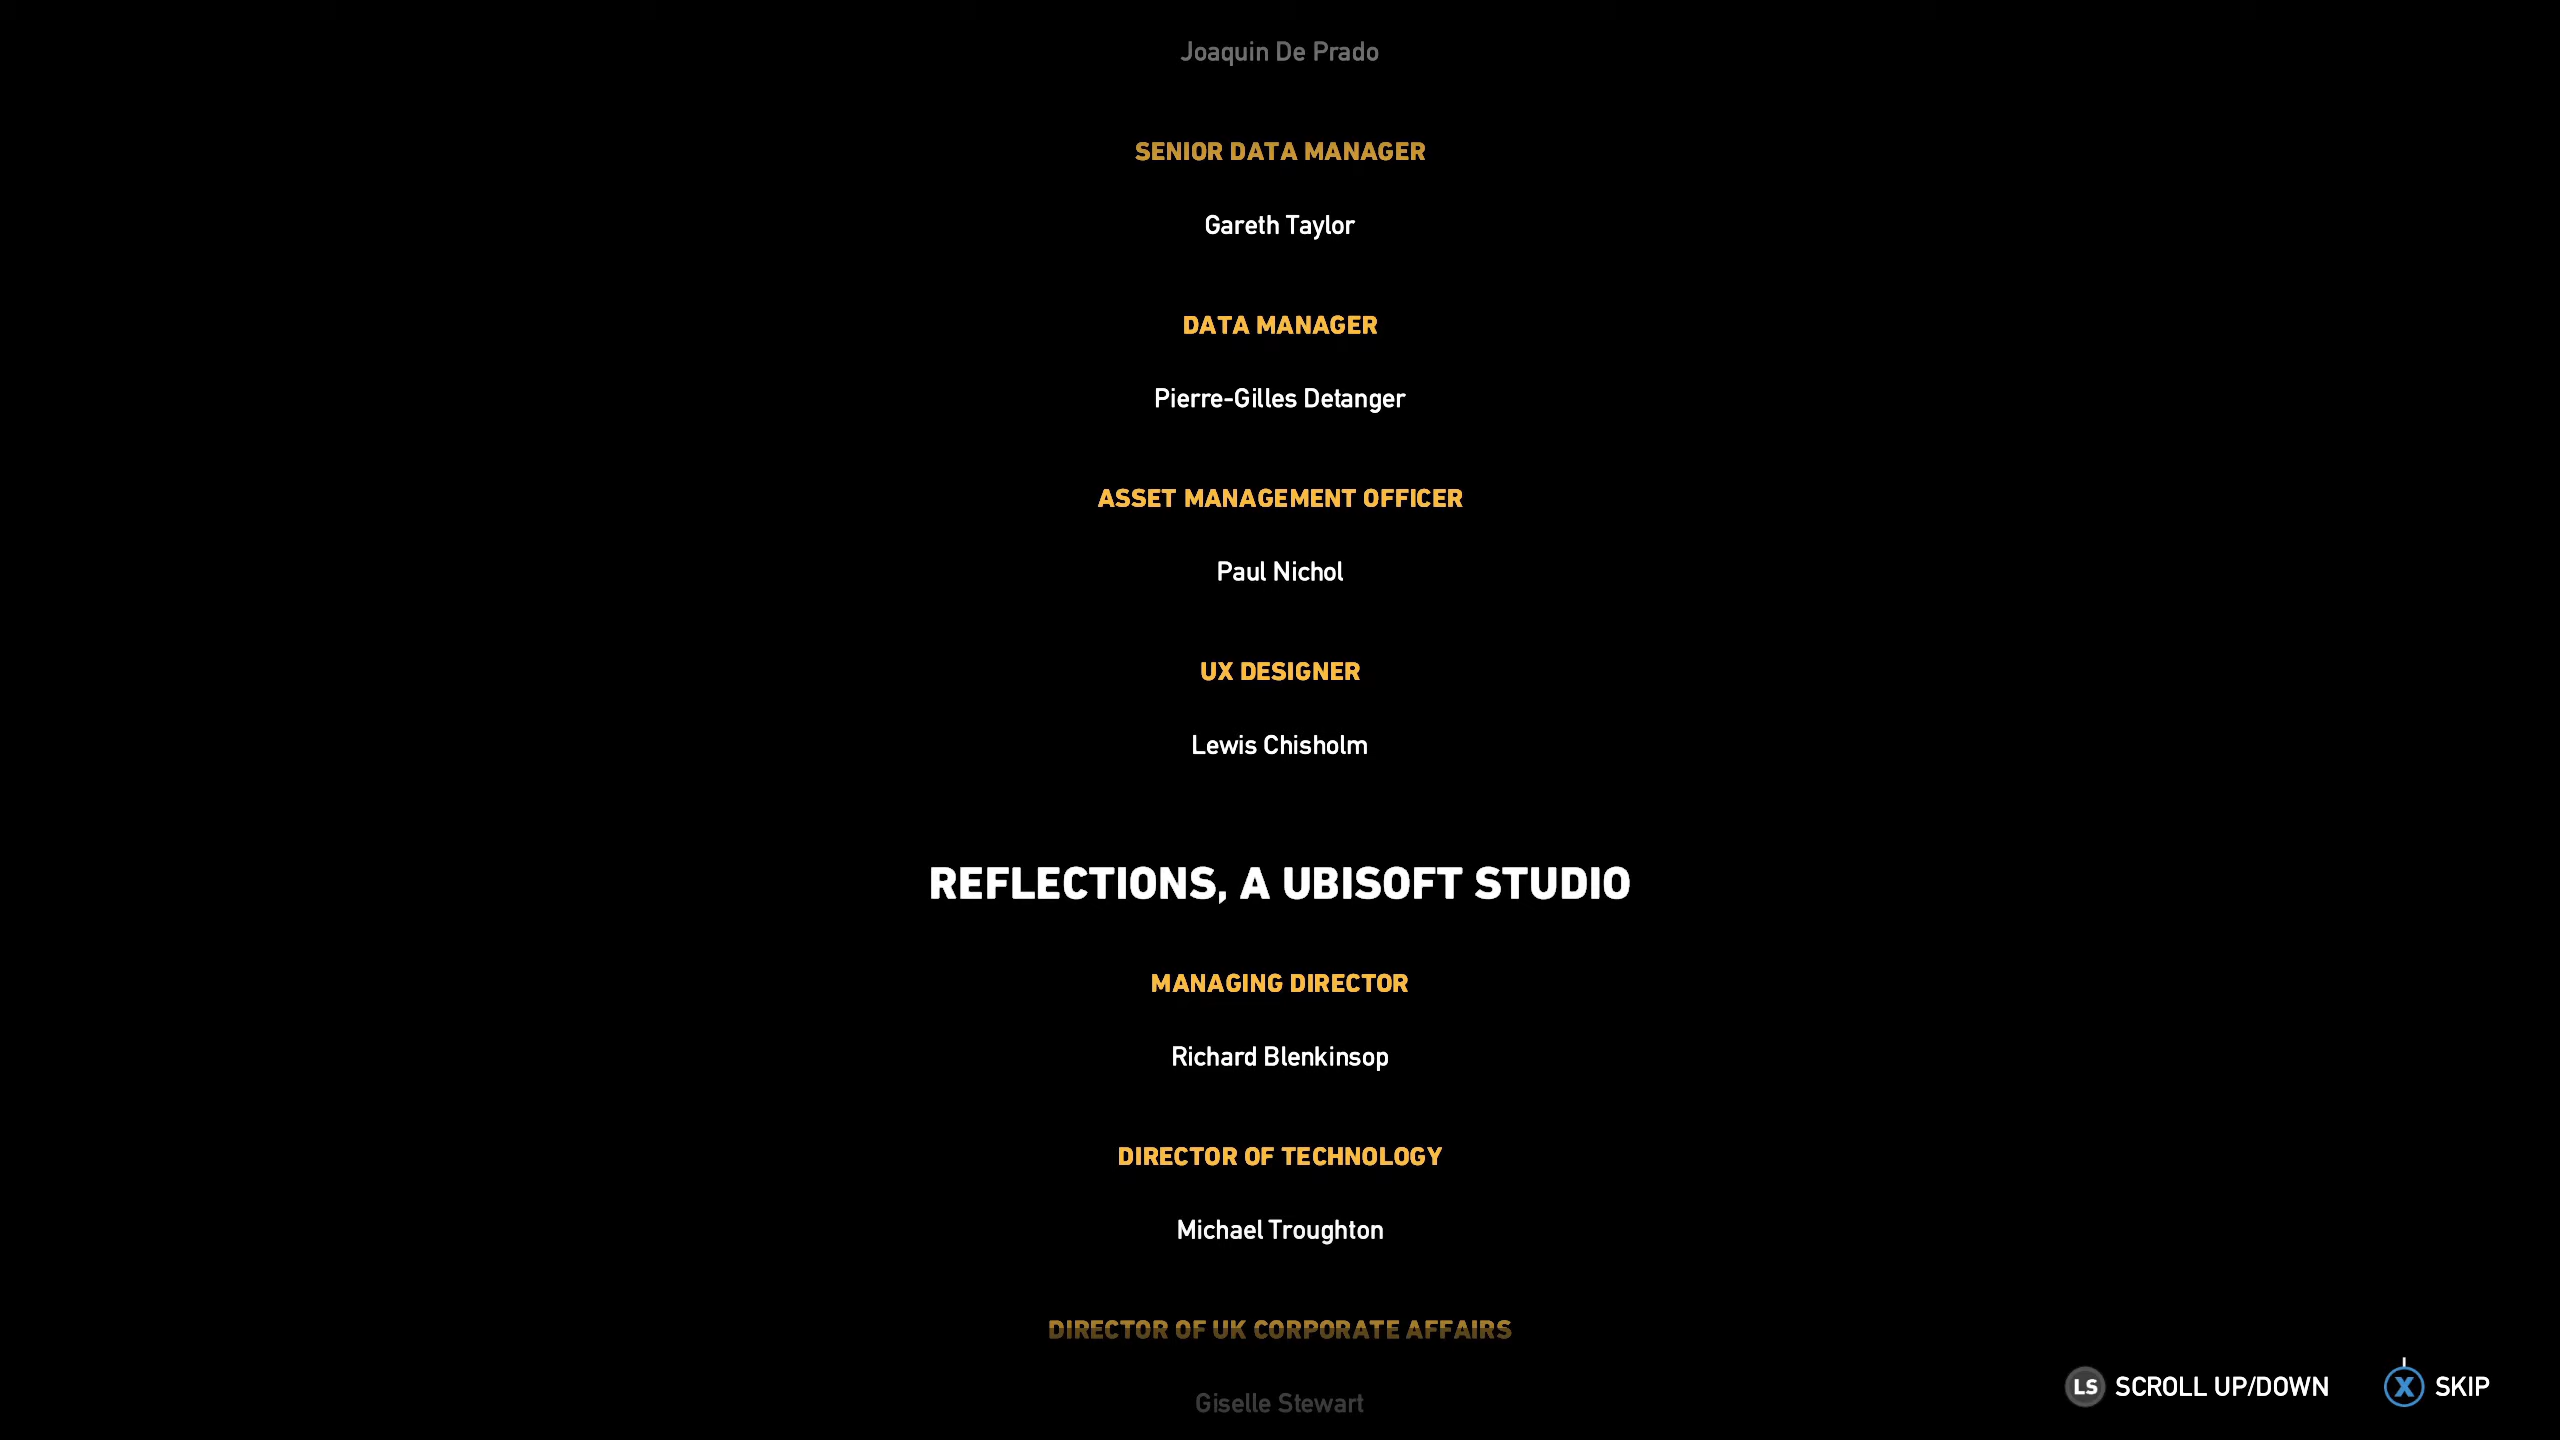 Joaquin De Prado
SENIOR DATA MANAGER
Gareth Taylor
DATA MANAGER
Pierre-Gilles Detanger
ASSET MANAGEMENT OFFICER
Paul Nichol
UX DESIGNER
Lewis Chisholm
REFLECTIONS, A UBISOFT STUDIO
MANAGING DIRECTOR
Richard Blenkinsop
DIRECTOR OF TECHNOLOGY
Michael Troughton
DIRECTOR OF UK CORPORATE AFFAIRS
Giselle Stewart
LS SCROLL UP/DOWN X SKIP